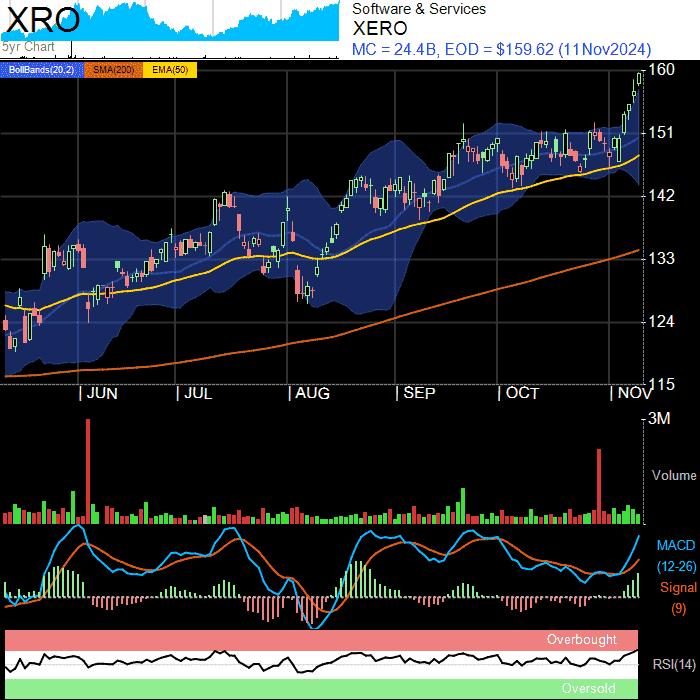 XRO
5yr Chart
Software & Services
XERO
MC = 24.4B, EOD = $159.62 (11Nov2024)
BollBands(20,2) SMA(200) EMA(50)
160
151
142
133
124
115
| JUN | JUL | AUG | SEP | OCT | NOV
3M
Volume
MACD
(12-26)
Signal
(9)
Overbought
RSI(14)
Oversold